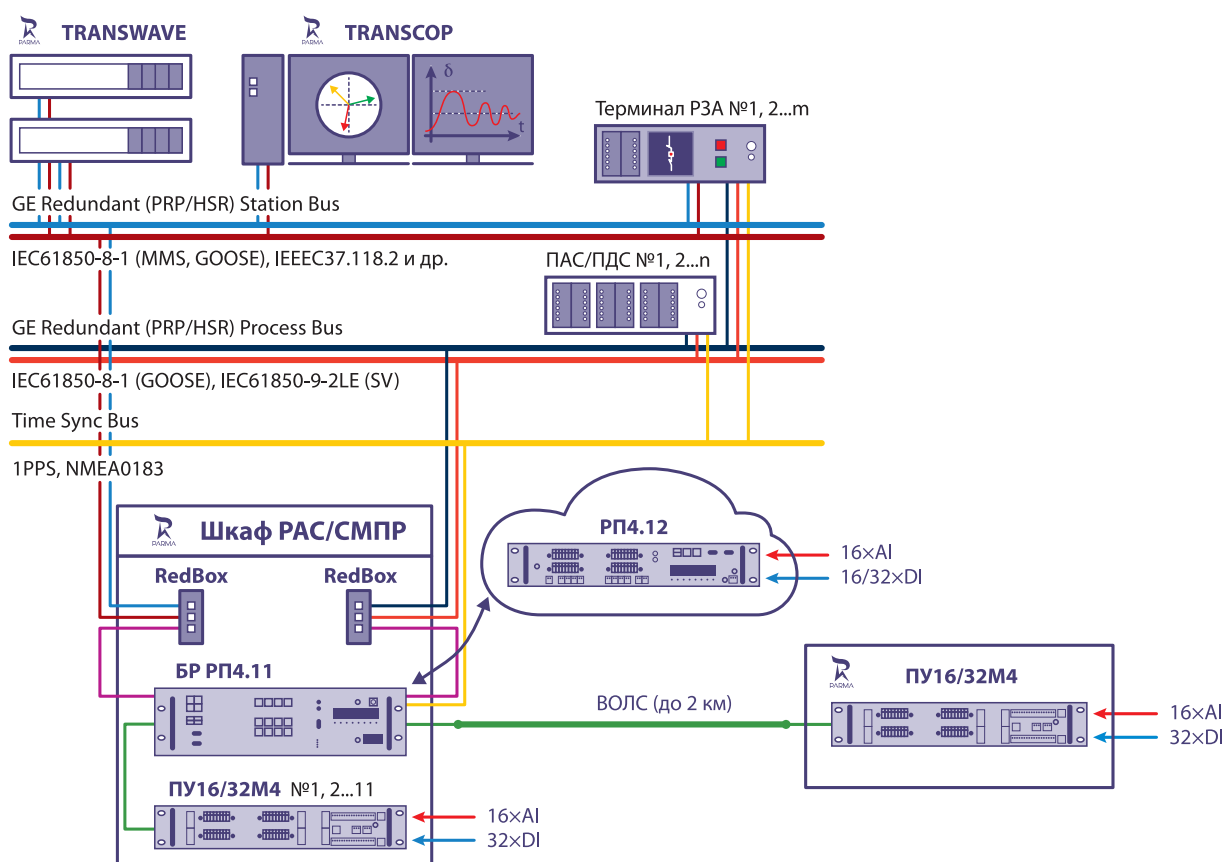 PARMA
TRANSWAVE
PARMA
TRANSCOP
δ
t
Терминал РЗА №1, 2...m
GE Redundant (PRP/HSR) Station Bus
IEC61850-8-1 (MMS, GOOSE), IEEEC37.118.2 и др.
ПАС/ПДС №1, 2...n
GE Redundant (PRP/HSR) Process Bus
IEC61850-8-1 (GOOSE), IEC61850-9-2LE (SV)
Time Sync Bus
1PPS, NMEA0183
PARMA
Шкаф РАС/СМПР
RedBox
RedBox
РП4.12
16×AI
16/32×DI
БР РП4.11
ВОЛС (до 2 км)
PARMA
ПУ16/32М4
16×AI
32×DI
ПУ16/32М4 №1, 2...11
16×AI
32×DI